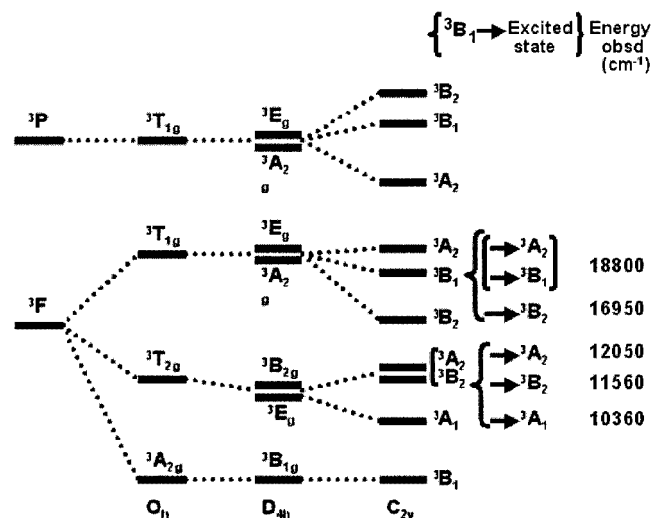 { ³B₁ → Excited state } Energy obsd (cm⁻¹)
³P
³T₁g
³Eg
³A₂
g
³B₂
³B₁
³A₂
³F
³T₁g
³Eg
³A₂
g
³A₂
³B₁
³B₂
→ ³A₂
→ ³B₁
18800
→ ³B₂ 16950
³T₂g
³B₂g
³Eg
³A₂
³B₂
³A₁
→ ³A₂ 12050
→ ³B₂ 11560
→ ³A₁ 10360
³A₂g
³B₁g
³B₁
Oh
D4h
C₂v